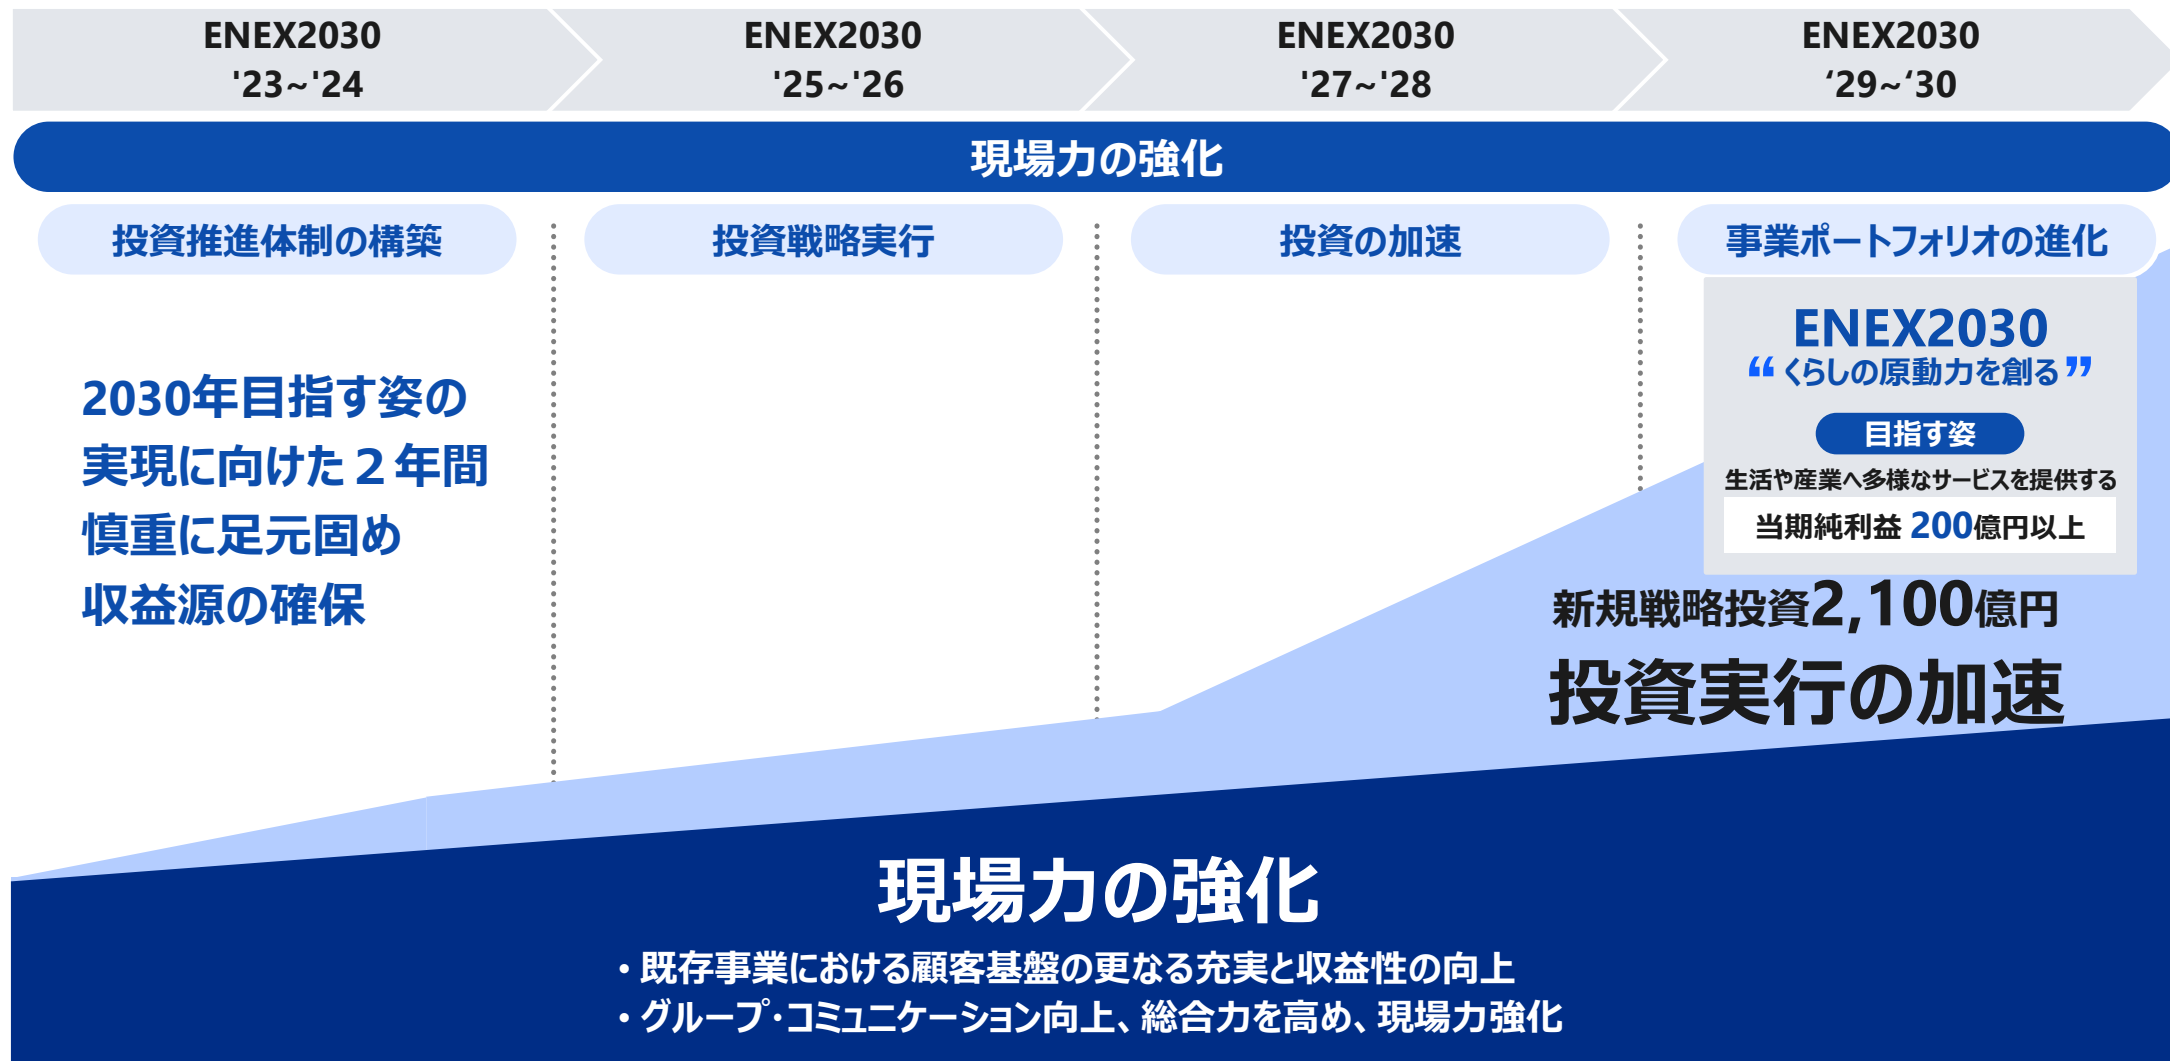 ENEX2030
'23~'24
ENEX2030
'25~'26
ENEX2030
'27~'28
ENEX2030
‘29~‘30
現場力の強化
投資推進体制の構築
投資戦略実行
投資の加速
事業ポートフォリオの進化
2030年目指す姿の
実現に向けた２年間
慎重に足元固め
収益源の確保
ENEX2030
“くらしの原動力を創る”
目指す姿
生活や産業へ多様なサービスを提供する
当期純利益 200億円以上
新規戦略投資2,100億円
投資実行の加速
現場力の強化
・既存事業における顧客基盤の更なる充実と収益性の向上
・グループ・コミュニケーション向上、総合力を高め、現場力強化